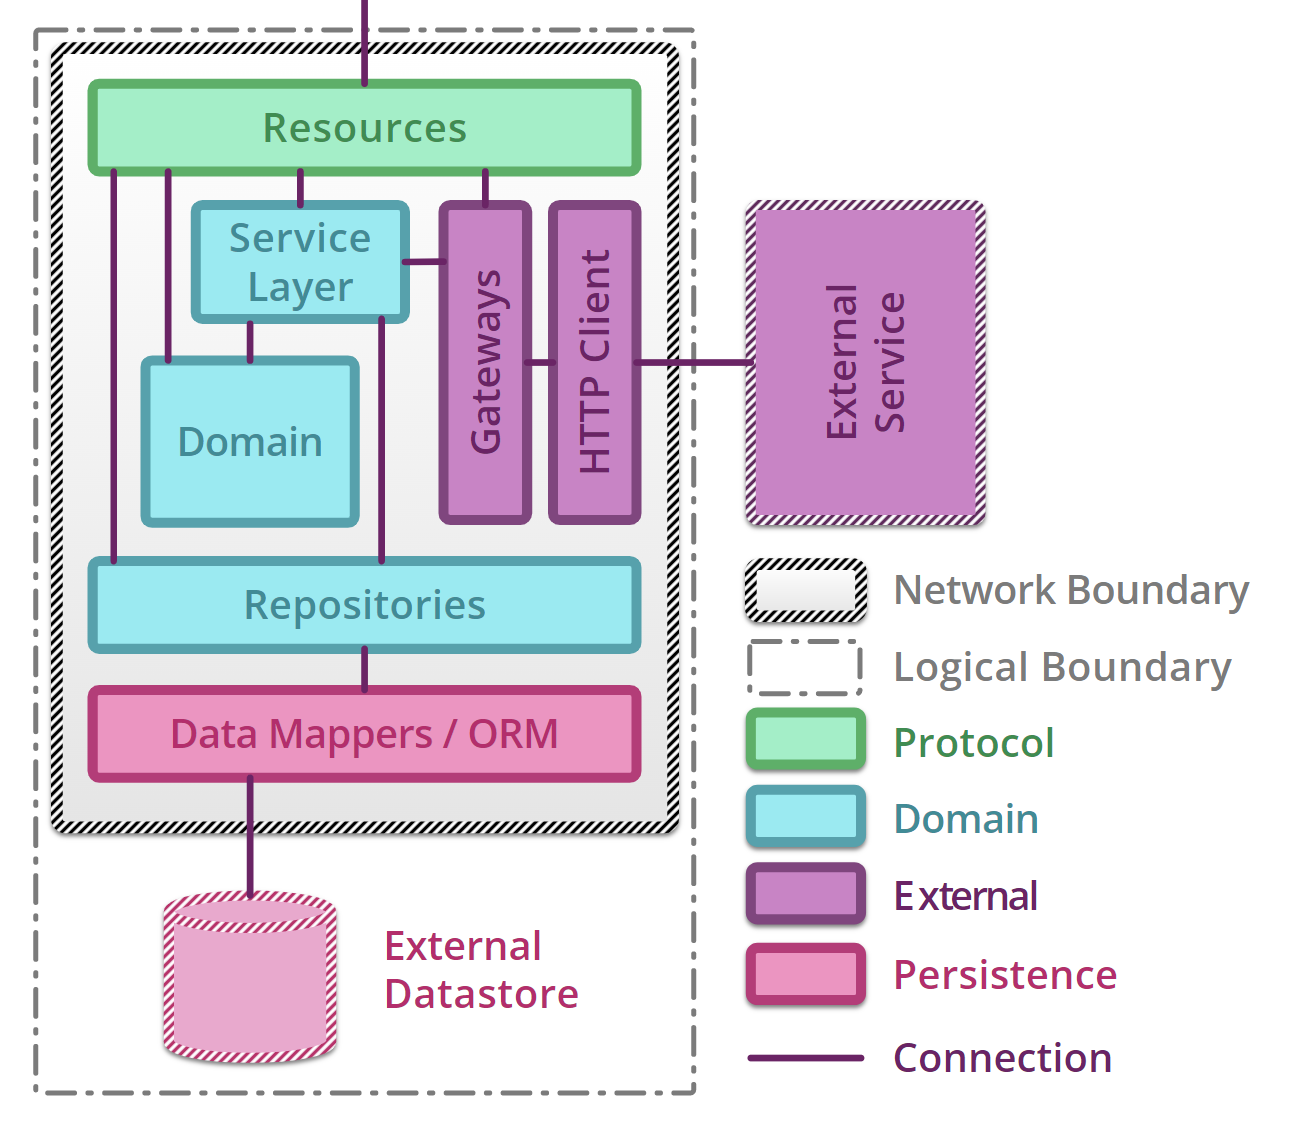 Resources
Service
Layer
Gateways
HTTP Client
External
Service
Domain
Repositories
Data Mappers / ORM
External
Datastore
Network Boundary
Logical Boundary
Protocol
Domain
External
Persistence
Connection